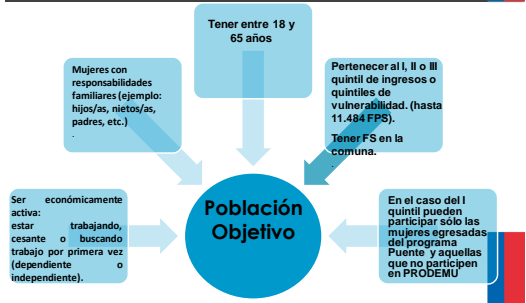 Tener entre 18 y
65 años
Mujeres con
responsabilidades
familiares (ejemplo:
hijos/as, nietos/as,
padres, etc.)
.
Pertenecer al I, II o III
quintil de ingresos o
quintiles de
vulnerabilidad. (hasta
11.484 FPS).
Tener FS en la
comuna.
.
Ser económicamente
activa:
estar trabajando,
cesante o buscando
trabajo por primera vez
(dependiente o
independiente).
Población
Objetivo
En el caso del I
quintil pueden
participar sólo las
mujeres egresadas
del programa
Puente y aquellas
que no participen
en PRODEMU